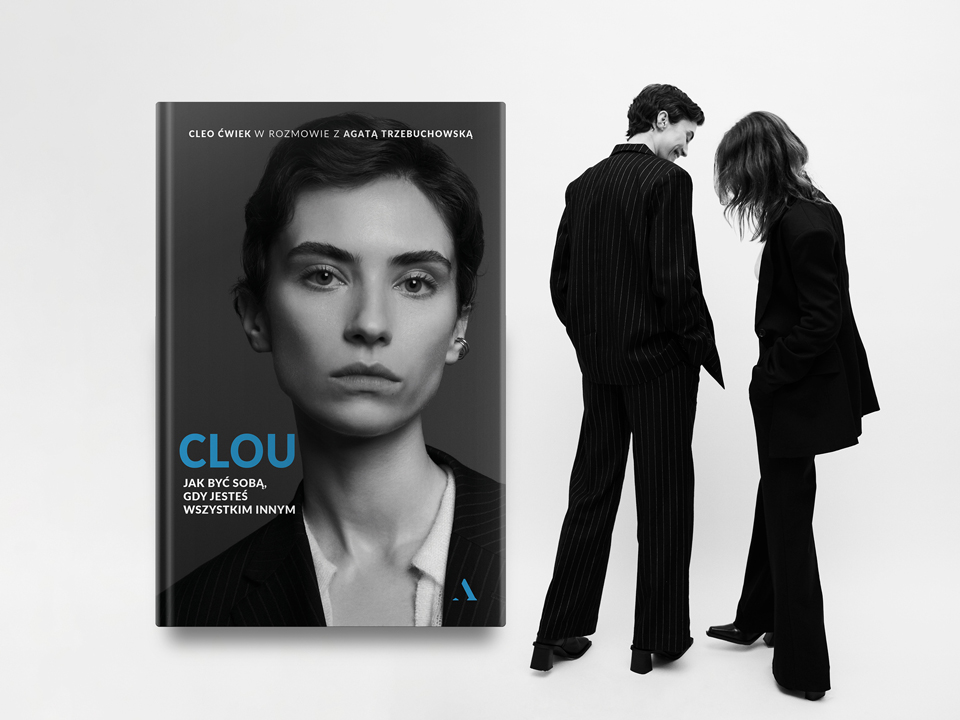 CLEO ĆWIEK W ROZMOWIE Z AGATĄ TRZEBUCHOWSKĄ
CLOU
JAK BYĆ SOBĄ,
GDY JESTEŚ
WSZYSTKIM INNYM